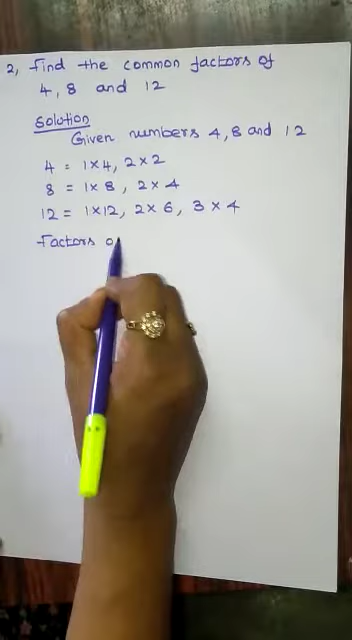 2, Find the common factors of
4, 8 and 12
Solution
Given numbers 4, 8 and 12
4 = 1×4, 2×2
8 = 1×8, 2×4
12 = 1×12, 2×6, 3×4
Factors o